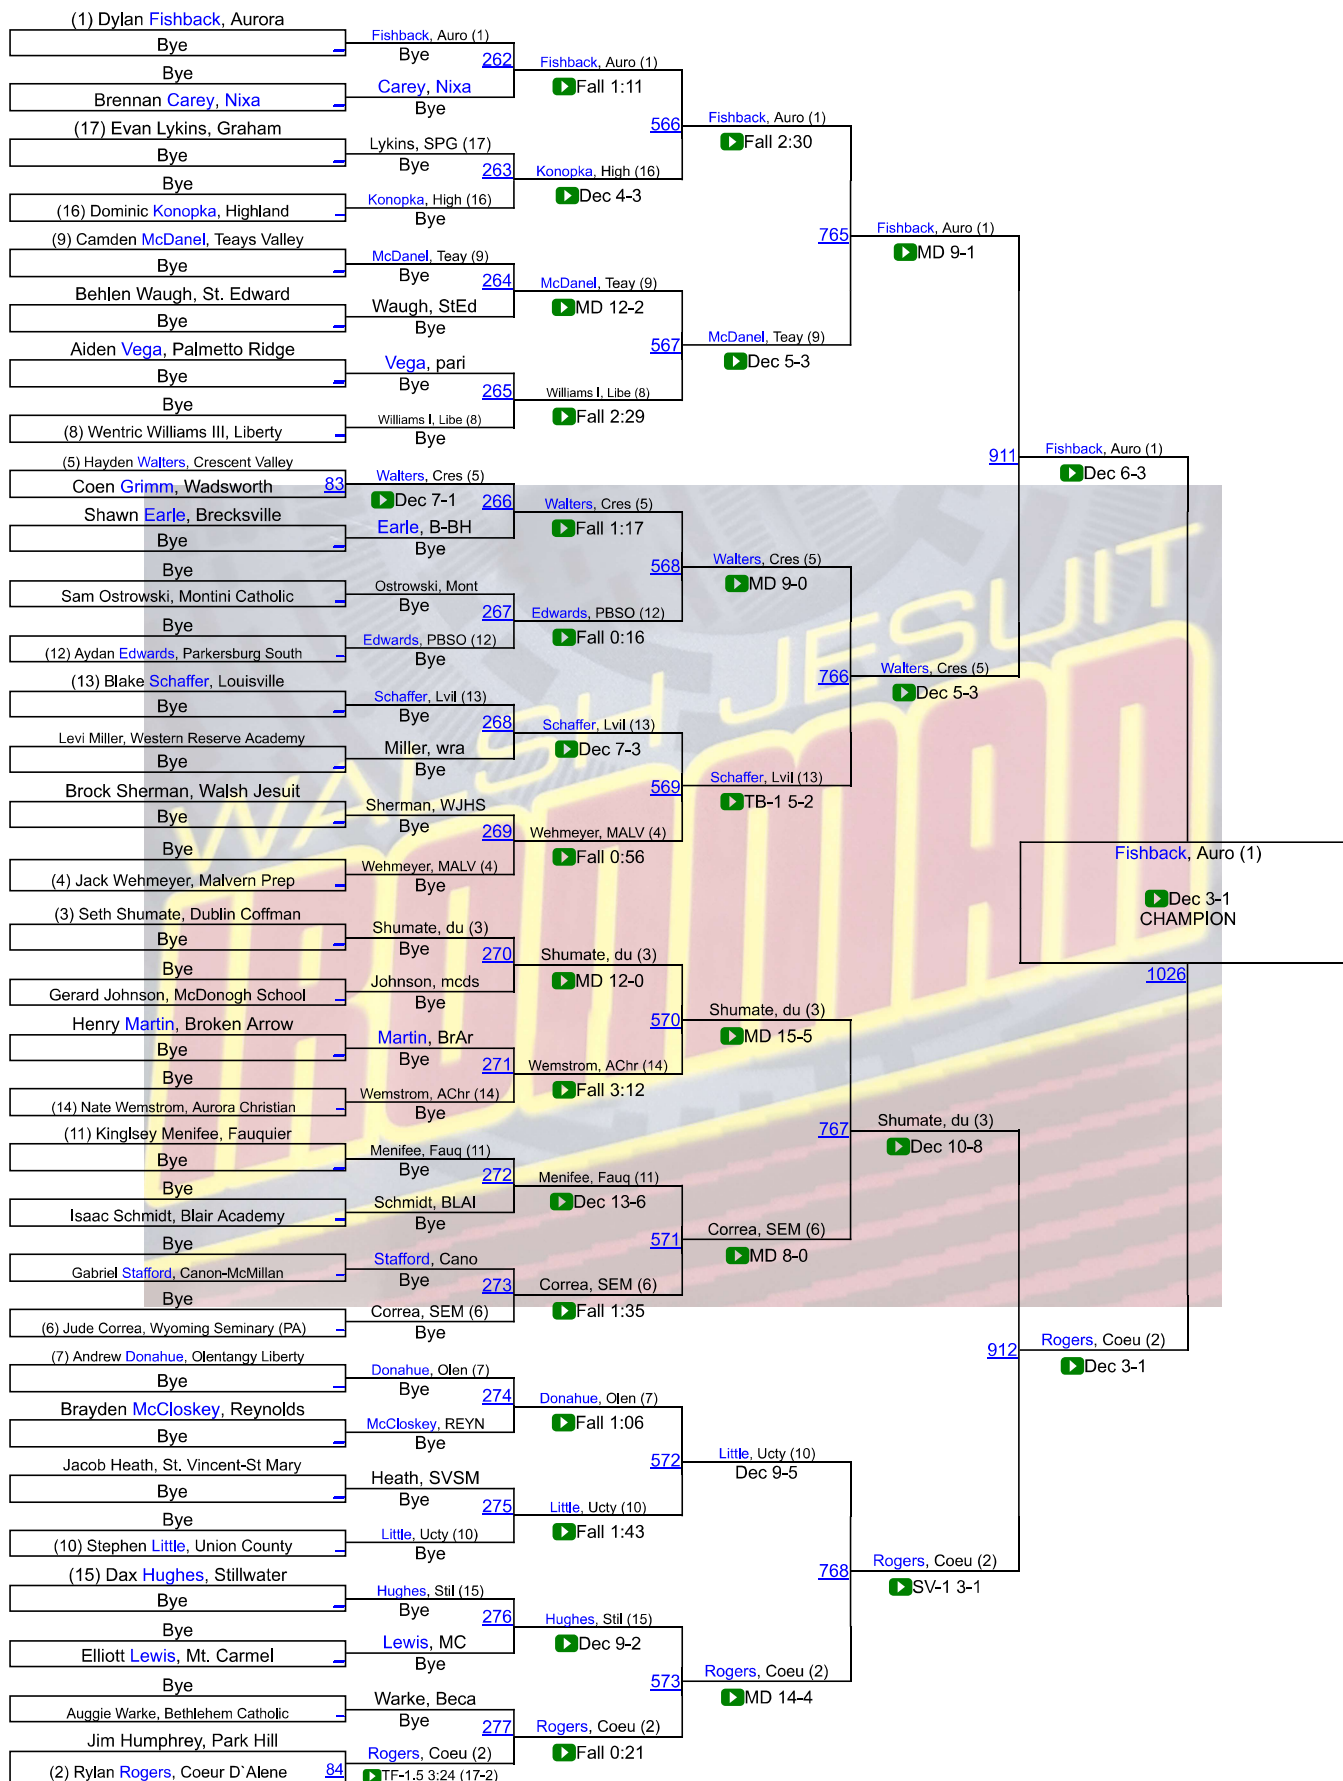 (1) Dylan Fishback, Aurora
Bye
Bye
Brennan Carey, Nixa
(17) Evan Lykins, Graham
Bye
Bye
(16) Dominic Konopka, Highland
(9) Camden McDanel, Teays Valley
Bye
Behlen Waugh, St. Edward
Bye
Aiden Vega, Palmetto Ridge
Bye
Bye
(8) Wentric Williams III, Liberty
(5) Hayden Walters, Crescent Valley
Coen Grimm, Wadsworth 83
Shawn Earle, Brecksville
Bye
Bye
Sam Ostrowski, Montini Catholic
Bye
(12) Aydan Edwards, Parkersburg South
(13) Blake Schaffer, Louisville
Bye
Levi Miller, Western Reserve Academy
Bye
Brock Sherman, Walsh Jesuit
Bye
Bye
(4) Jack Wehmeyer, Malvern Prep
(3) Seth Shumate, Dublin Coffman
Bye
Bye
Gerard Johnson, McDonogh School
Henry Martin, Broken Arrow
Bye
Bye
(14) Nate Wemstrom, Aurora Christian
(11) Kinglsey Menifee, Fauquier
Bye
Bye
Isaac Schmidt, Blair Academy
Bye
Gabriel Stafford, Canon-McMillan
Bye
(6) Jude Correa, Wyoming Seminary (PA)
(7) Andrew Donahue, Olentangy Liberty
Bye
Brayden McCloskey, Reynolds
Bye
Jacob Heath, St. Vincent-St Mary
Bye
Bye
(10) Stephen Little, Union County
(15) Dax Hughes, Stillwater
Bye
Bye
Elliott Lewis, Mt. Carmel
Bye
Auggie Warke, Bethlehem Catholic
Jim Humphrey, Park Hill
(2) Rylan Rogers, Coeur D`Alene 84
Fishback, Auro (1)
Bye
262
Carey, Nixa
Bye
Lykins, SPG (17)
Bye
263
Konopka, High (16)
Bye
McDanel, Teay (9)
Bye
264
Waugh, StEd
Bye
Vega, pari
Bye
265
Williams I, Libe (8)
Bye
Walters, Cres (5)
Dec 7-1
266
Earle, B-BH
Bye
Ostrowski, Mont
Bye
267
Edwards, PBSO (12)
Bye
Schaffer, Lvil (13)
Bye
268
Miller, wra
Bye
Sherman, WJHS
Bye
269
Wehmeyer, MALV (4)
Bye
Shumate, du (3)
Bye
270
Johnson, mcds
Bye
Martin, BrAr
Bye
271
Wemstrom, AChr (14)
Bye
Menifee, Fauq (11)
Bye
272
Schmidt, BLAI
Bye
Stafford, Cano
Bye
273
Correa, SEM (6)
Bye
Donahue, Olen (7)
Bye
274
McCloskey, REYN
Bye
Heath, SVSM
Bye
275
Little, Ucty (10)
Bye
Hughes, Stil (15)
Bye
276
Lewis, MC
Bye
Warke, Beca
Bye
277
Rogers, Coeu (2)
TF-1.5 3:24 (17-2)
Fishback, Auro (1)
Fall 1:11
566
Konopka, High (16)
Dec 4-3
McDanel, Teay (9)
MD 12-2
567
Williams I, Libe (8)
Fall 2:29
Walters, Cres (5)
Fall 1:17
568
Edwards, PBSO (12)
Fall 0:16
Schaffer, Lvil (13)
Dec 7-3
569
Wehmeyer, MALV (4)
Fall 0:56
Shumate, du (3)
MD 12-0
570
Wemstrom, AChr (14)
Fall 3:12
Menifee, Fauq (11)
Dec 13-6
571
Correa, SEM (6)
Fall 1:35
Donahue, Olen (7)
Fall 1:06
572
Little, Ucty (10)
Fall 1:43
Hughes, Stil (15)
Dec 9-2
573
Rogers, Coeu (2)
Fall 0:21
Fishback, Auro (1)
Fall 2:30
765
McDanel, Teay (9)
Dec 5-3
Walters, Cres (5)
MD 9-0
766
Schaffer, Lvil (13)
TB-1 5-2
Shumate, du (3)
MD 15-5
767
Correa, SEM (6)
MD 8-0
Little, Ucty (10)
Dec 9-5
768
Rogers, Coeu (2)
MD 14-4
Fishback, Auro (1)
MD 9-1
911
Walters, Cres (5)
Dec 5-3
Shumate, du (3)
Dec 10-8
912
Rogers, Coeu (2)
SV-1 3-1
Fishback, Auro (1)
Dec 6-3
Fishback, Auro (1)
Dec 3-1
CHAMPION
1026
Rogers, Coeu (2)
Dec 3-1
WALSH JESUIT
IRONMAN